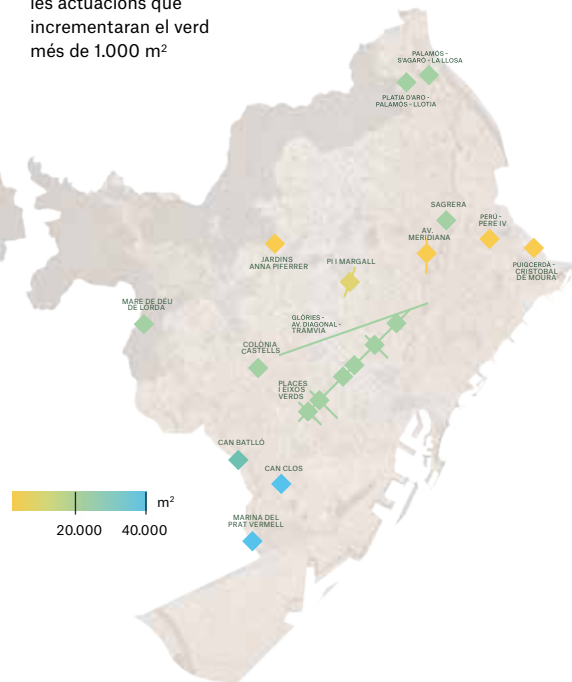 les actuacions que
incrementaran el verd
més de 1.000 m²
PALAMÓS -
S'AGARÓ - LA LLOSA
PLATJA D'ARO -
PALAMÓS - LLOTJA
SAGRERA
PERÚ -
PERE IV
AV.
MERIDIANA
JARDINS
ANNA PIFERRER
PI I MARGALL
PUIGCERDÀ -
CRISTOBAL
DE MOURA
MARE DE DÉU
DE LORDA
GLÒRIES -
AV. DIAGONAL -
TRAMVIA
COLÒNIA
CASTELLS
PLACES
I EIXOS
VERDS
CAN BATLLÓ
CAN CLOS
m²
20.000 40.000
MARINA DEL
PRAT VERMELL